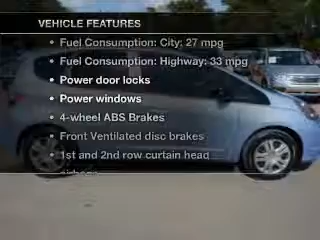 VEHICLE FEATURES
• Fuel Consumption: City: 27 mpg
• Fuel Consumption: Highway: 33 mpg
• Power door locks
• Power windows
• 4-wheel ABS Brakes
• Front Ventilated disc brakes
• 1st and 2nd row curtain head
airbags